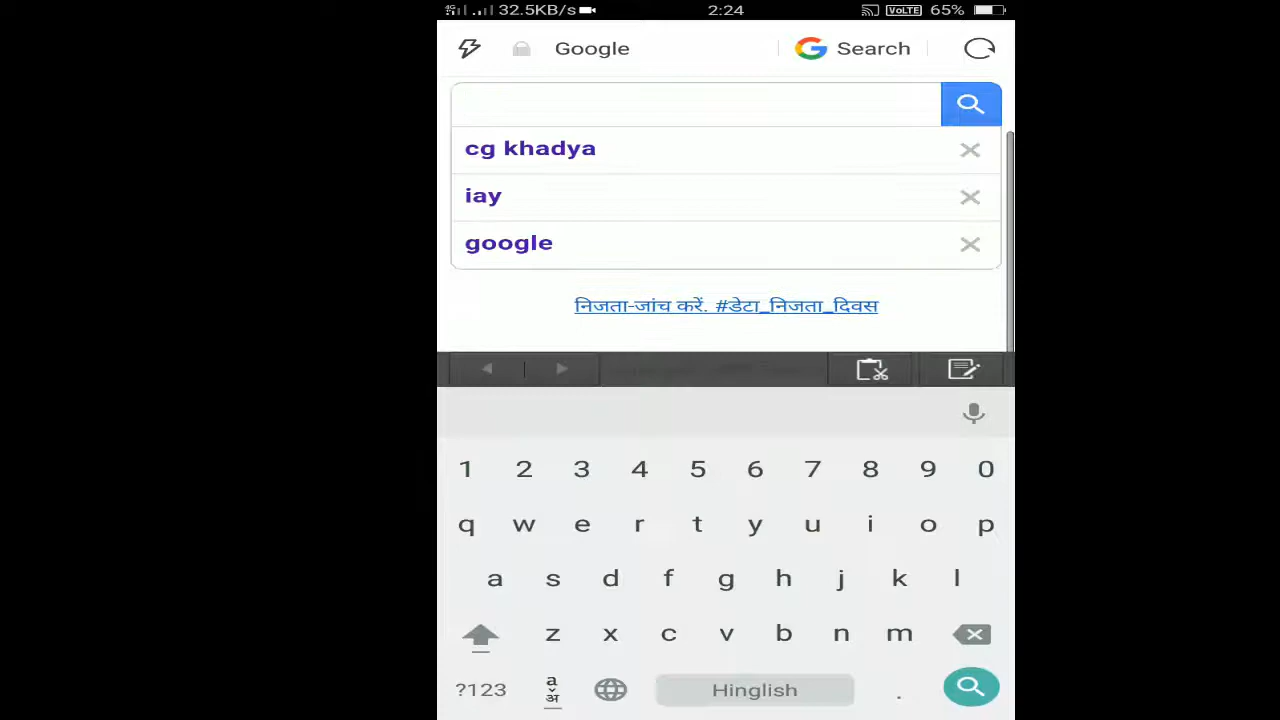 4G 32.5KB/s 2:24 VoLTE 65%
Google Search
cg khadya
iay
google
निजता-जांच करें. #डेटा_निजता_दिवस
1 2 3 4 5 6 7 8 9 0
q w e r t y u i o p
a s d f g h j k l
z x c v b n m
?123 a अ Hinglish .